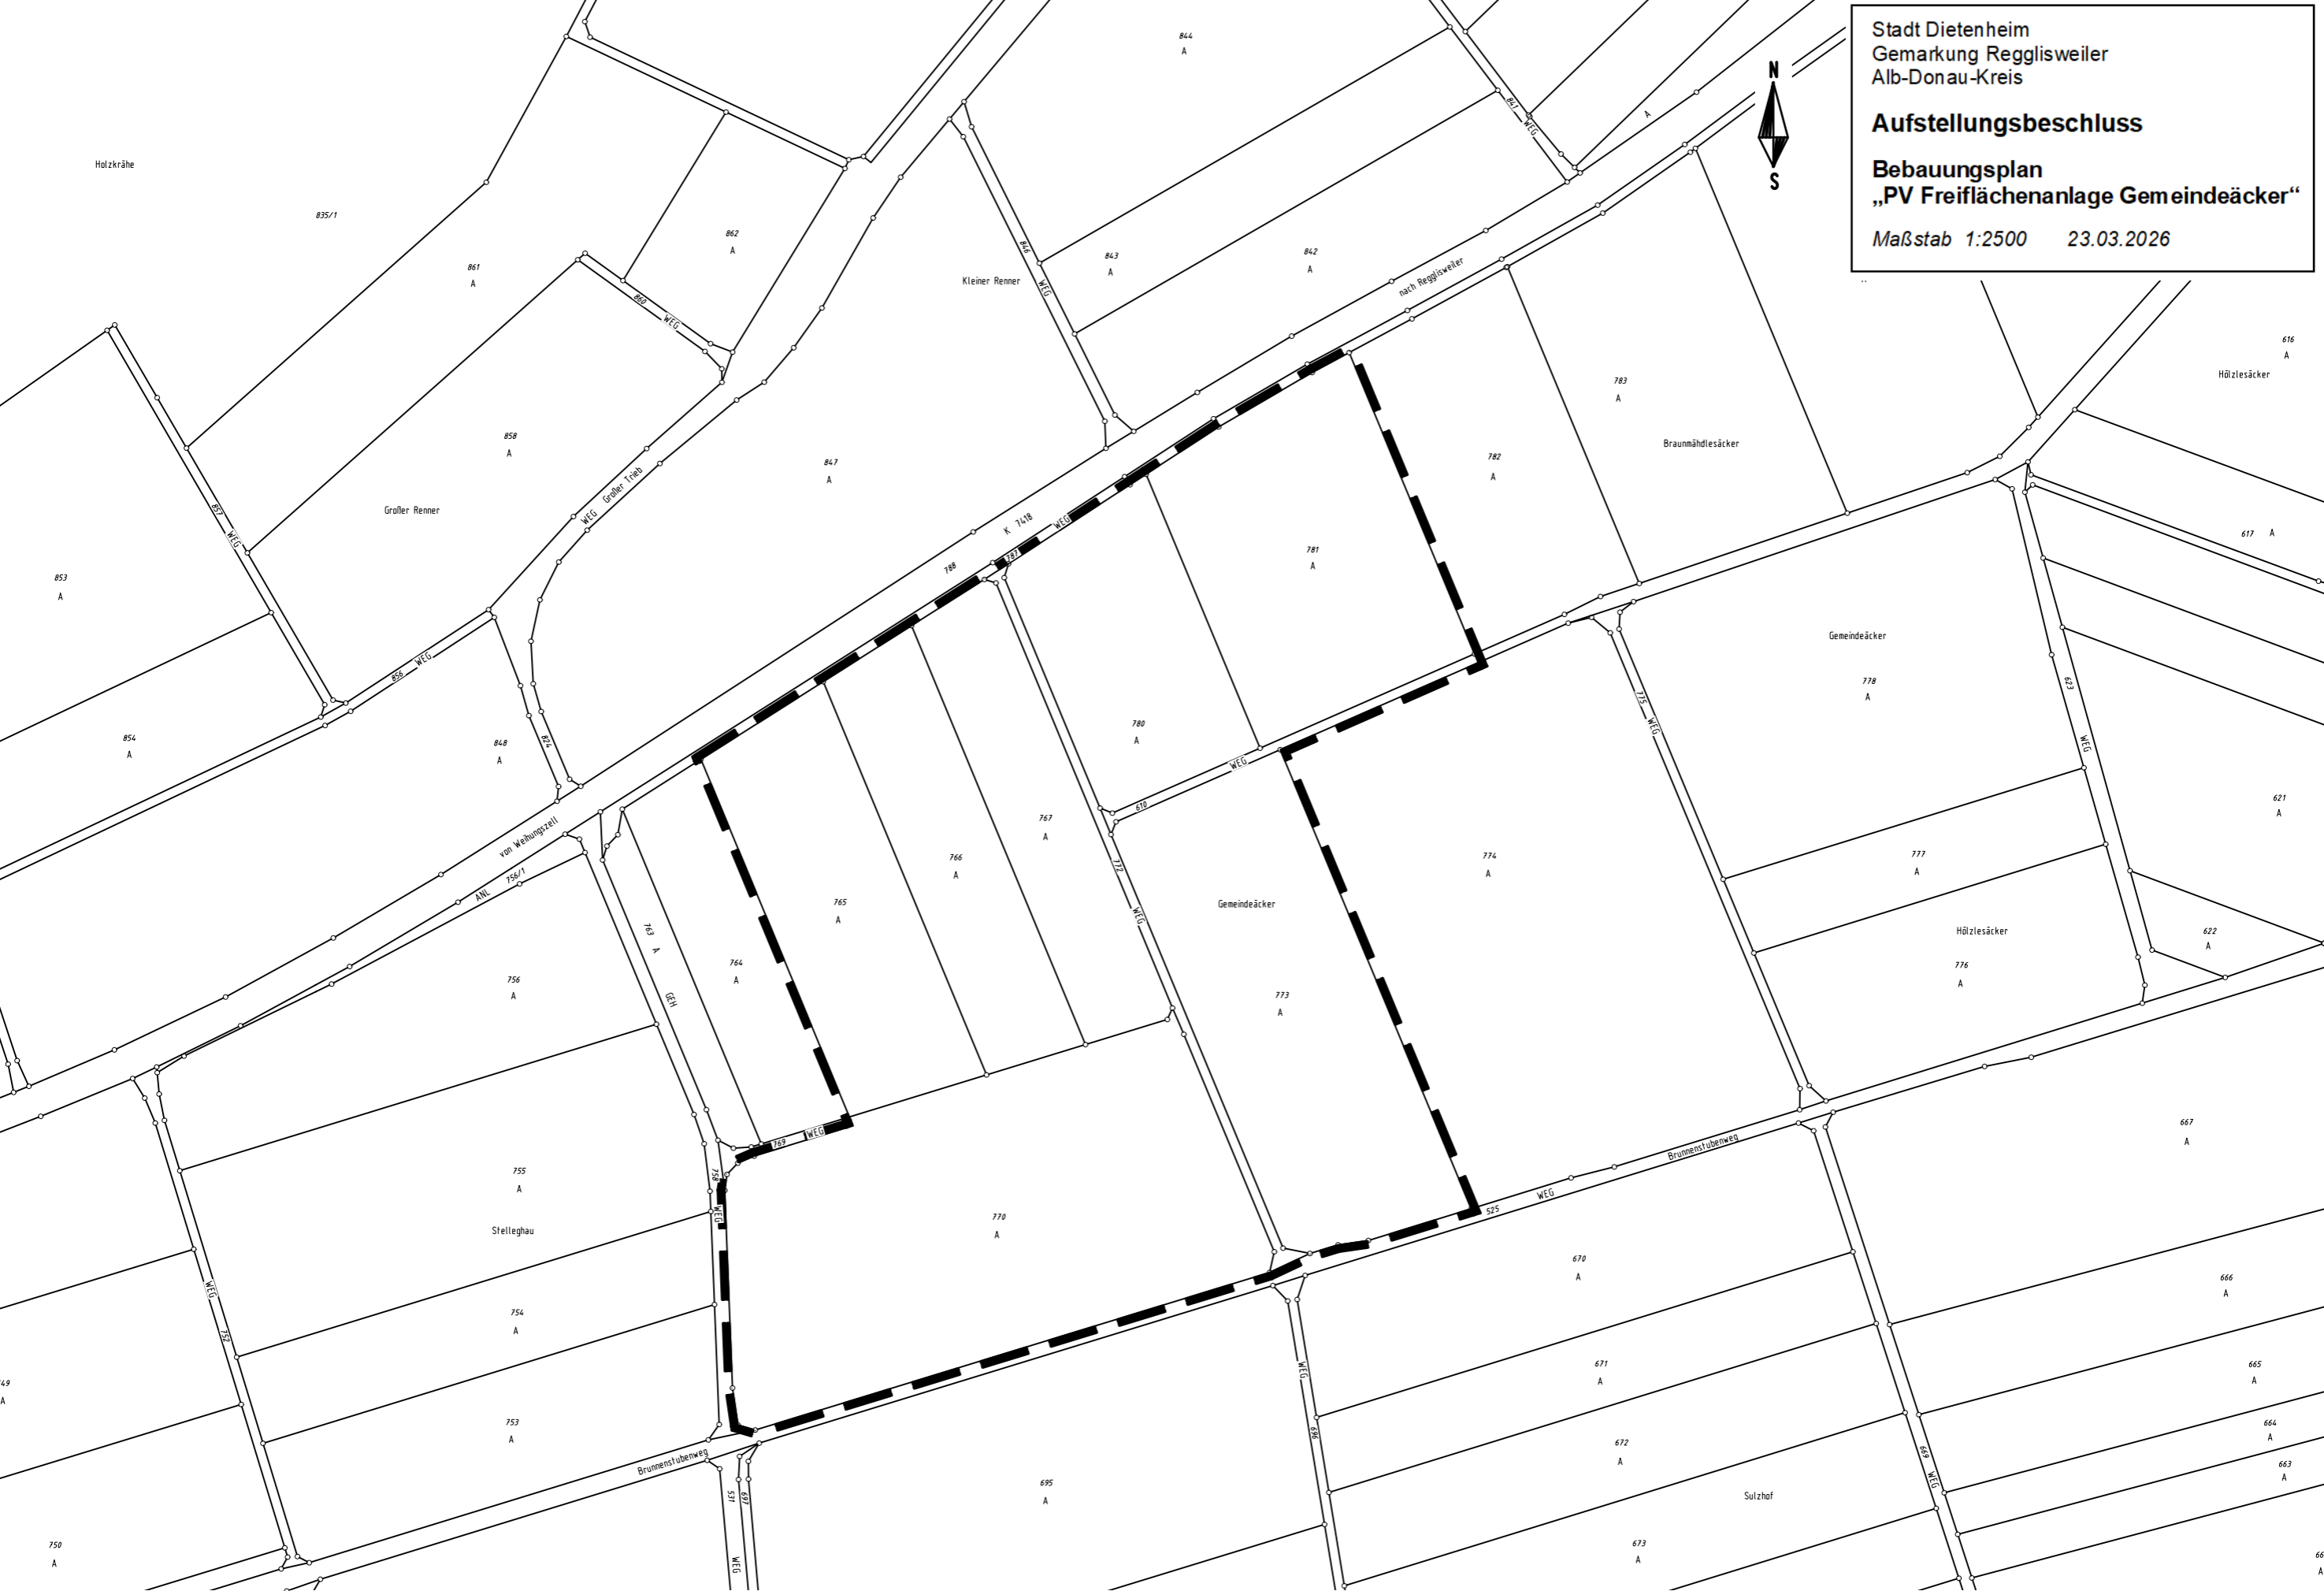 Stadt Dietenheim
Gemarkung Regglisweiler
Alb-Donau-Kreis
Aufstellungsbeschluss
Bebauungsplan
„PV Freiflächenanlage Gemeindeäcker“
Maßstab 1:2500 23.03.2026
N
S
844
A
841
WEG
A
Holzkrähe
835/1
862
A
861
A
860
WEG
846
WEG
Kleiner Renner
843
A
842
A
nach Regglisweiler
616
A
Hölzlesäcker
783
A
Braunmähdlesäcker
782
A
858
A
Großer Renner
WEG
Großer Trieb
847
A
857
WEG
K 7418
WEG
787
788
781
A
617 A
853
A
854
A
856
WEG
848
A
824
780
A
WEG
610
775
WEG
Gemeindeäcker
778
A
623
WEG
621
A
von Weihungszell
ANL
756/1
767
A
766
A
765
A
764
A
763
A
GEH
772
WEG
Gemeindeäcker
774
A
773
A
777
A
Hölzlesäcker
776
A
622
A
756
A
755
A
Stelleghau
754
A
753
A
769
WEG
758
WEG
770
A
WEG
525
Brunnenstubenweg
667
A
670
A
666
A
671
A
665
A
672
A
664
A
663
A
Sulzhof
673
A
669
WEG
WEG
696
695
A
WEG
752
49
A
750
A
Brunnenstubenweg
531
697
WEG
66
A